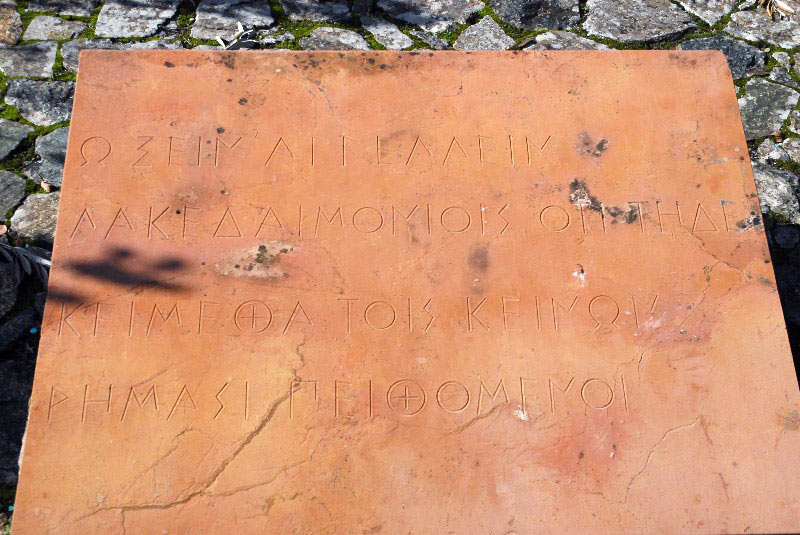 Ω ΞΕΙΝ' ΑΓΓΕΛΛΕΙΝ
ΛΑΚΕΔΑΙΜΟΝΙΟΙΣ ΟΤΙ ΤΗΔΕ
ΚΕΙΜΕΘΑ ΤΟΙΣ ΚΕΙΝΩΝ
ΡΗΜΑΣΙ ΠΕΙΘΟΜΕΝΟΙ